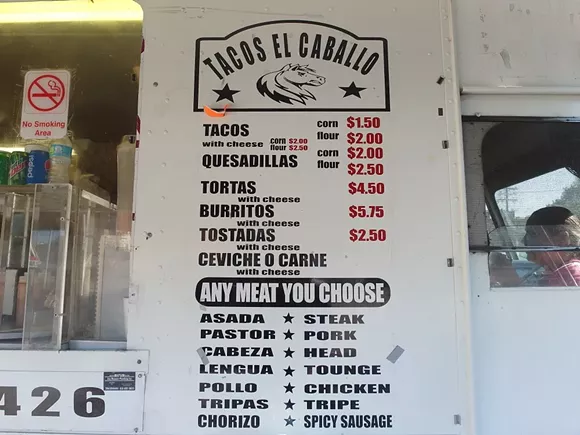 TACOS EL CABALLO
No Smoking
Area
TACOS corn $1.50
flour $2.00
with cheese corn $2.00
flour $2.50
QUESADILLAS corn $2.00
flour $2.50
TORTAS $4.50
with cheese
BURRITOS $5.75
with cheese
TOSTADAS $2.50
with cheese
CEVICHE O CARNE
with cheese
ANY MEAT YOU CHOOSE
ASADA ★ STEAK
PASTOR ★ PORK
CABEZA ★ HEAD
LENGUA ★ TOUNGE
POLLO ★ CHICKEN
TRIPAS ★ TRIPE
CHORIZO ★ SPICY SAUSAGE
426
pepsi